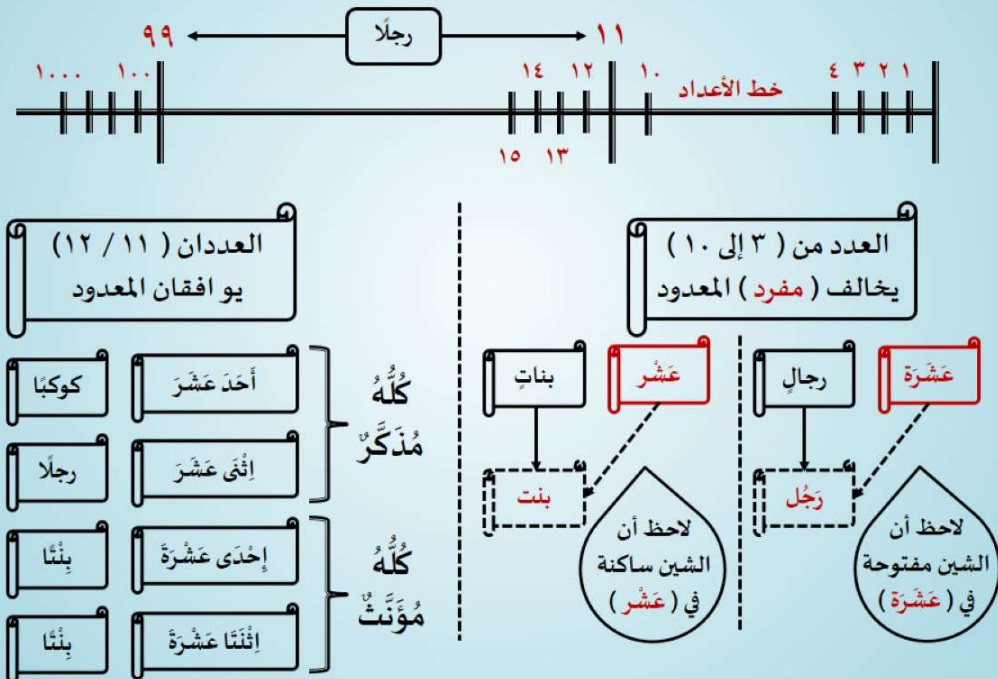 ٩٩ رجلًا ١١
١٠٠٠ ١٠٠ ١٤ ١٢ ١٠ خط الأعداد ٤ ٣ ٢ ١
١٥ ١٣
العدد من ( ٣ إلى ١٠ )
يخالف ( مفرد ) المعدود
عَشَرَة
رجالٍ
رَجُل
لاحظ أن
الشين مفتوحة
في ( عَشَرَة )
عَشْر
بناتٍ
بنت
لاحظ أن
الشين ساكنة
في ( عَشْر )
العددان ( ١١ / ١٢ )
يو افقان المعدود
كُلُّهُ
مُذَكَّرٌ
أَحَدَ عَشَرَ
كوكبًا
اِثْنَى عَشَرَ
رجلًا
كُلُّهُ
مُؤَنَثٌ
إِحْدَى عَشْرَةَ
بِنْتًا
اِثْنَتَا عَشْرَةَ
بِنْتًا